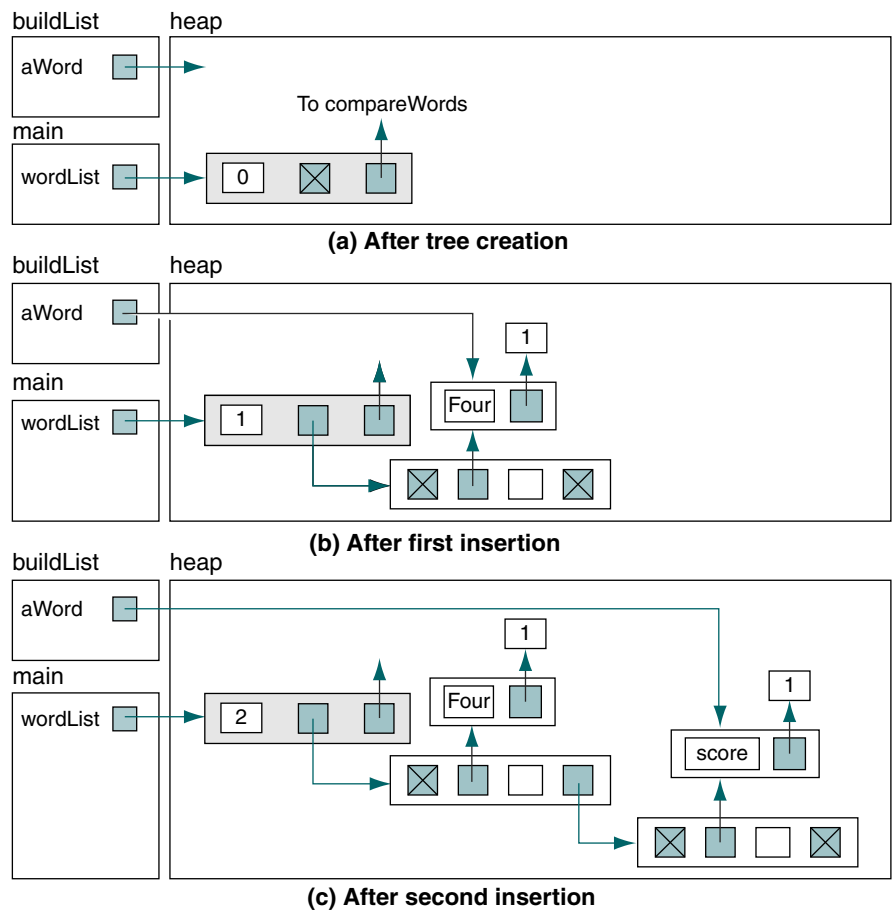 buildList heap
aWord
To compareWords
main
wordList 0
(a) After tree creation
buildList heap
aWord
1
main
Four
wordList 1
(b) After first insertion
buildList heap
aWord
1
main
1
Four
wordList 2
score
(c) After second insertion